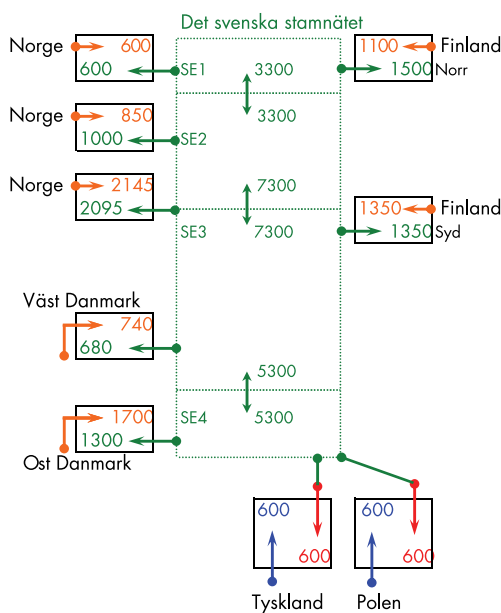 Det svenska stamnätet
Norge 600
600
SE1
3300
3300
1100 Finland
1500 Norr
Norge 850
1000
SE2
Norge 2145
2095
SE3
7300
7300
1350 Finland
1350 Syd
Väst Danmark
740
680
5300
5300
SE4
1700
1300
Ost Danmark
600
600
Tyskland
600
600
Polen